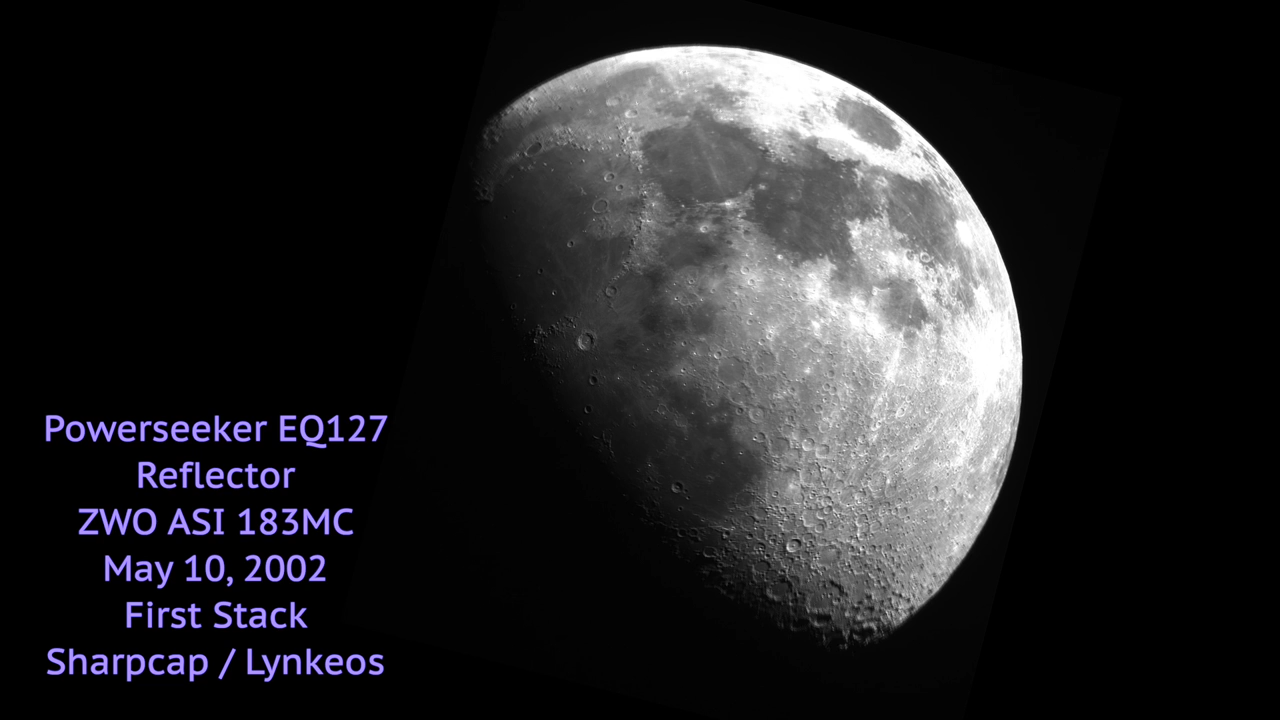 Powerseeker EQ127
Reflector
ZWO ASI 183MC
May 10, 2002
First Stack
Sharpcap / Lynkeos